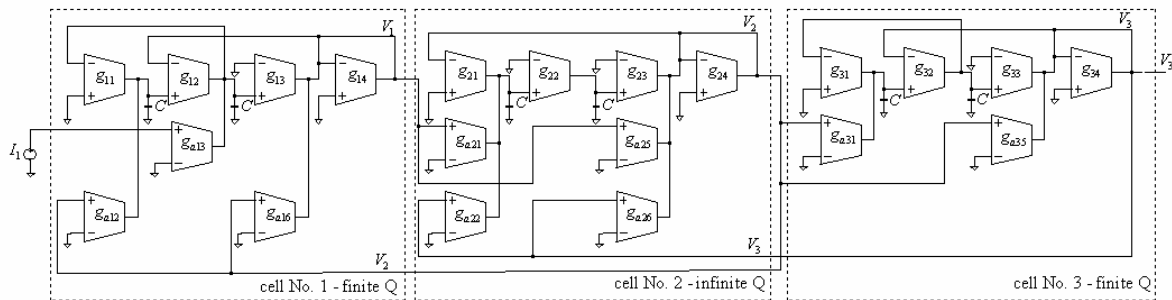 V1 V2 V3
g11 g12 g13 g14 g21 g22 g23 g24 g31 g32 g33 g34 V3
C C C C C C
I1 ga13 ga21 ga25 ga31 ga35
ga12 ga16 ga22 ga26
V3
V2
cell No. 1 - finite Q cell No. 2 - infinite Q cell No. 3 - finite Q